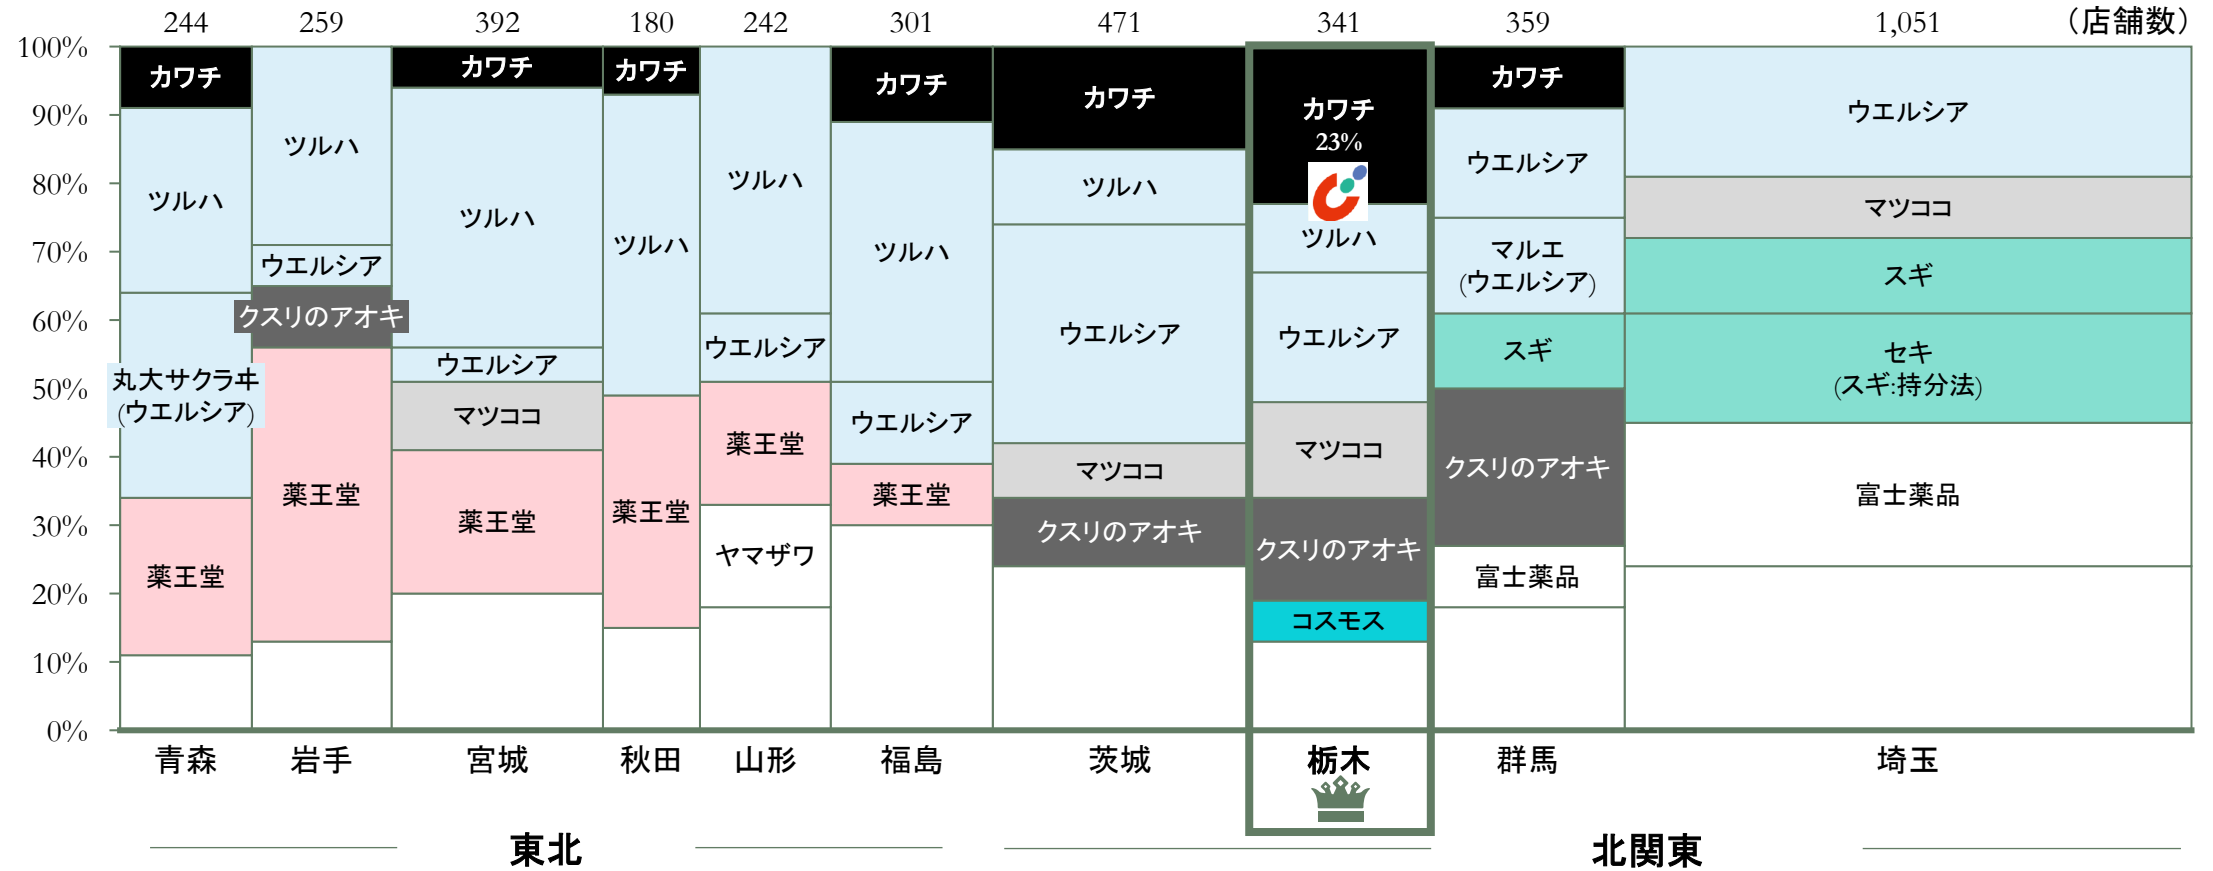 244 259 392 180 242 301 471 341 359 1,051 （店舗数）
100%
90%
80%
70%
60%
50%
40%
30%
20%
10%
0%
カワチ
ツルハ
丸大サクラヰ
(ウエルシア)
薬王堂
ツルハ
ウエルシア
クスリのアオキ
薬王堂
カワチ
ツルハ
ウエルシア
マツココ
薬王堂
カワチ
ツルハ
薬王堂
ツルハ
ウエルシア
薬王堂
ヤマザワ
カワチ
ツルハ
ウエルシア
薬王堂
カワチ
ツルハ
ウエルシア
マツココ
クスリのアオキ
カワチ
23%
ツルハ
ウエルシア
マツココ
クスリのアオキ
コスモス
カワチ
ウエルシア
マルエ
(ウエルシア)
スギ
クスリのアオキ
富士薬品
ウエルシア
マツココ
スギ
セキ
(スギ:持分法)
富士薬品
青森 岩手 宮城 秋田 山形 福島 茨城 栃木 群馬 埼玉
東北 北関東